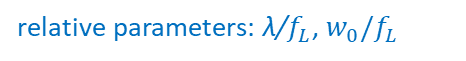 relative parameters: λ/f_L, w_0/f_L